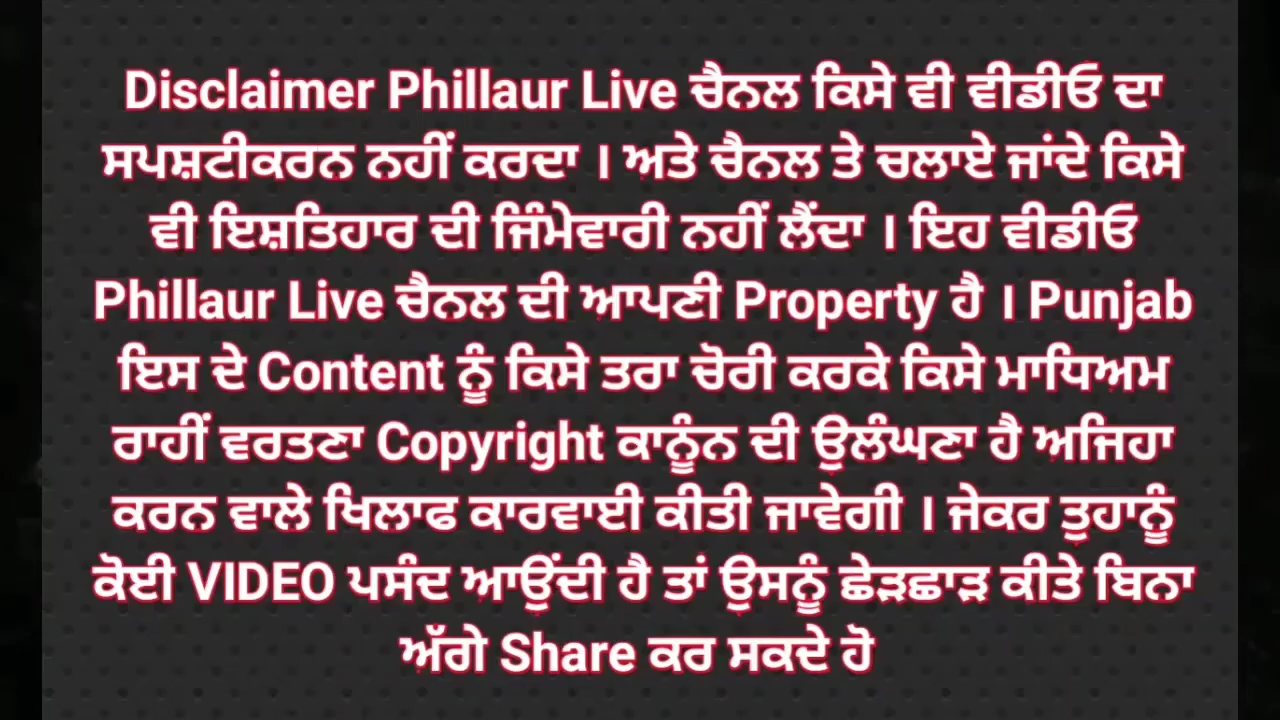 Disclaimer Phillaur Live ਚੈਨਲ ਕਿਸੇ ਵੀ ਵੀਡੀਓ ਦਾ
ਸਪਸ਼ਟੀਕਰਨ ਨਹੀਂ ਕਰਦਾ । ਅਤੇ ਚੈਨਲ ਤੇ ਚਲਾਏ ਜਾਂਦੇ ਕਿਸੇ
ਵੀ ਇਸ਼ਤਿਹਾਰ ਦੀ ਜਿੰਮੇਵਾਰੀ ਨਹੀਂ ਲੈਂਦਾ । ਇਹ ਵੀਡੀਓ
Phillaur Live ਚੈਨਲ ਦੀ ਆਪਣੀ Property ਹੈ । Punjab
ਇਸ ਦੇ Content ਨੂੰ ਕਿਸੇ ਤਰਾ ਚੋਰੀ ਕਰਕੇ ਕਿਸੇ ਮਾਧਿਅਮ
ਰਾਹੀਂ ਵਰਤਣਾ Copyright ਕਾਨੂੰਨ ਦੀ ਉਲੰਘਣਾ ਹੈ ਅਜਿਹਾ
ਕਰਨ ਵਾਲੇ ਖਿਲਾਫ ਕਾਰਵਾਈ ਕੀਤੀ ਜਾਵੇਗੀ । ਜੇਕਰ ਤੁਹਾਨੂੰ
ਕੋਈ VIDEO ਪਸੰਦ ਆਉਂਦੀ ਹੈ ਤਾਂ ਉਸਨੂੰ ਛੇੜਛਾੜ ਕੀਤੇ ਬਿਨਾ
ਅੱਗੇ Share ਕਰ ਸਕਦੇ ਹੋ